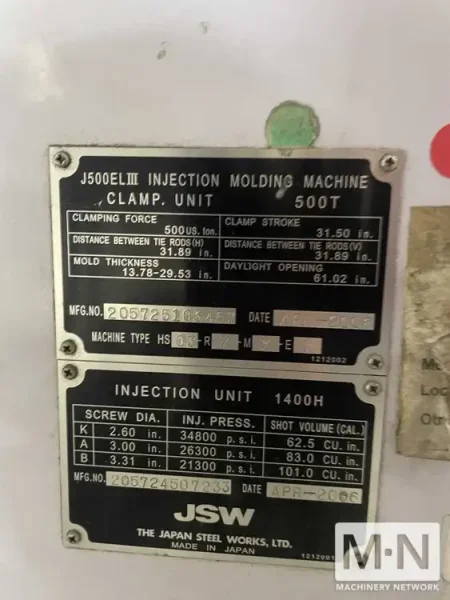 J500ELIII INJECTION MOLDING MACHINE
CLAMP. UNIT 500T
CLAMPING FORCE 500US.ton.
CLAMP STROKE 31.50 in.
DISTANCE BETWEEN TIE RODS(H) 31.89 in.
DISTANCE BETWEEN TIE RODS(V) 31.89 in.
MOLD THICKNESS 13.78-29.53 in.
DAYLIGHT OPENING 61.02 in.
MFG.NO. DATE
MACHINE TYPE HS
1212002
INJECTION UNIT 1400H
SCREW DIA. INJ. PRESS. SHOT VOLUME (CAL.)
K 2.60 in. 34800 p.s.i. 62.5 CU. in.
A 3.00 in. 26300 p.s.i. 83.0 CU. in.
B 3.31 in. 21300 p.s.i. 101.0 CU. in.
MFG.NO. 205724507233 DATE APR-2006
JSW
THE JAPAN STEEL WORKS, LTD.
MADE IN JAPAN
M·N
MACHINERY NETWORK